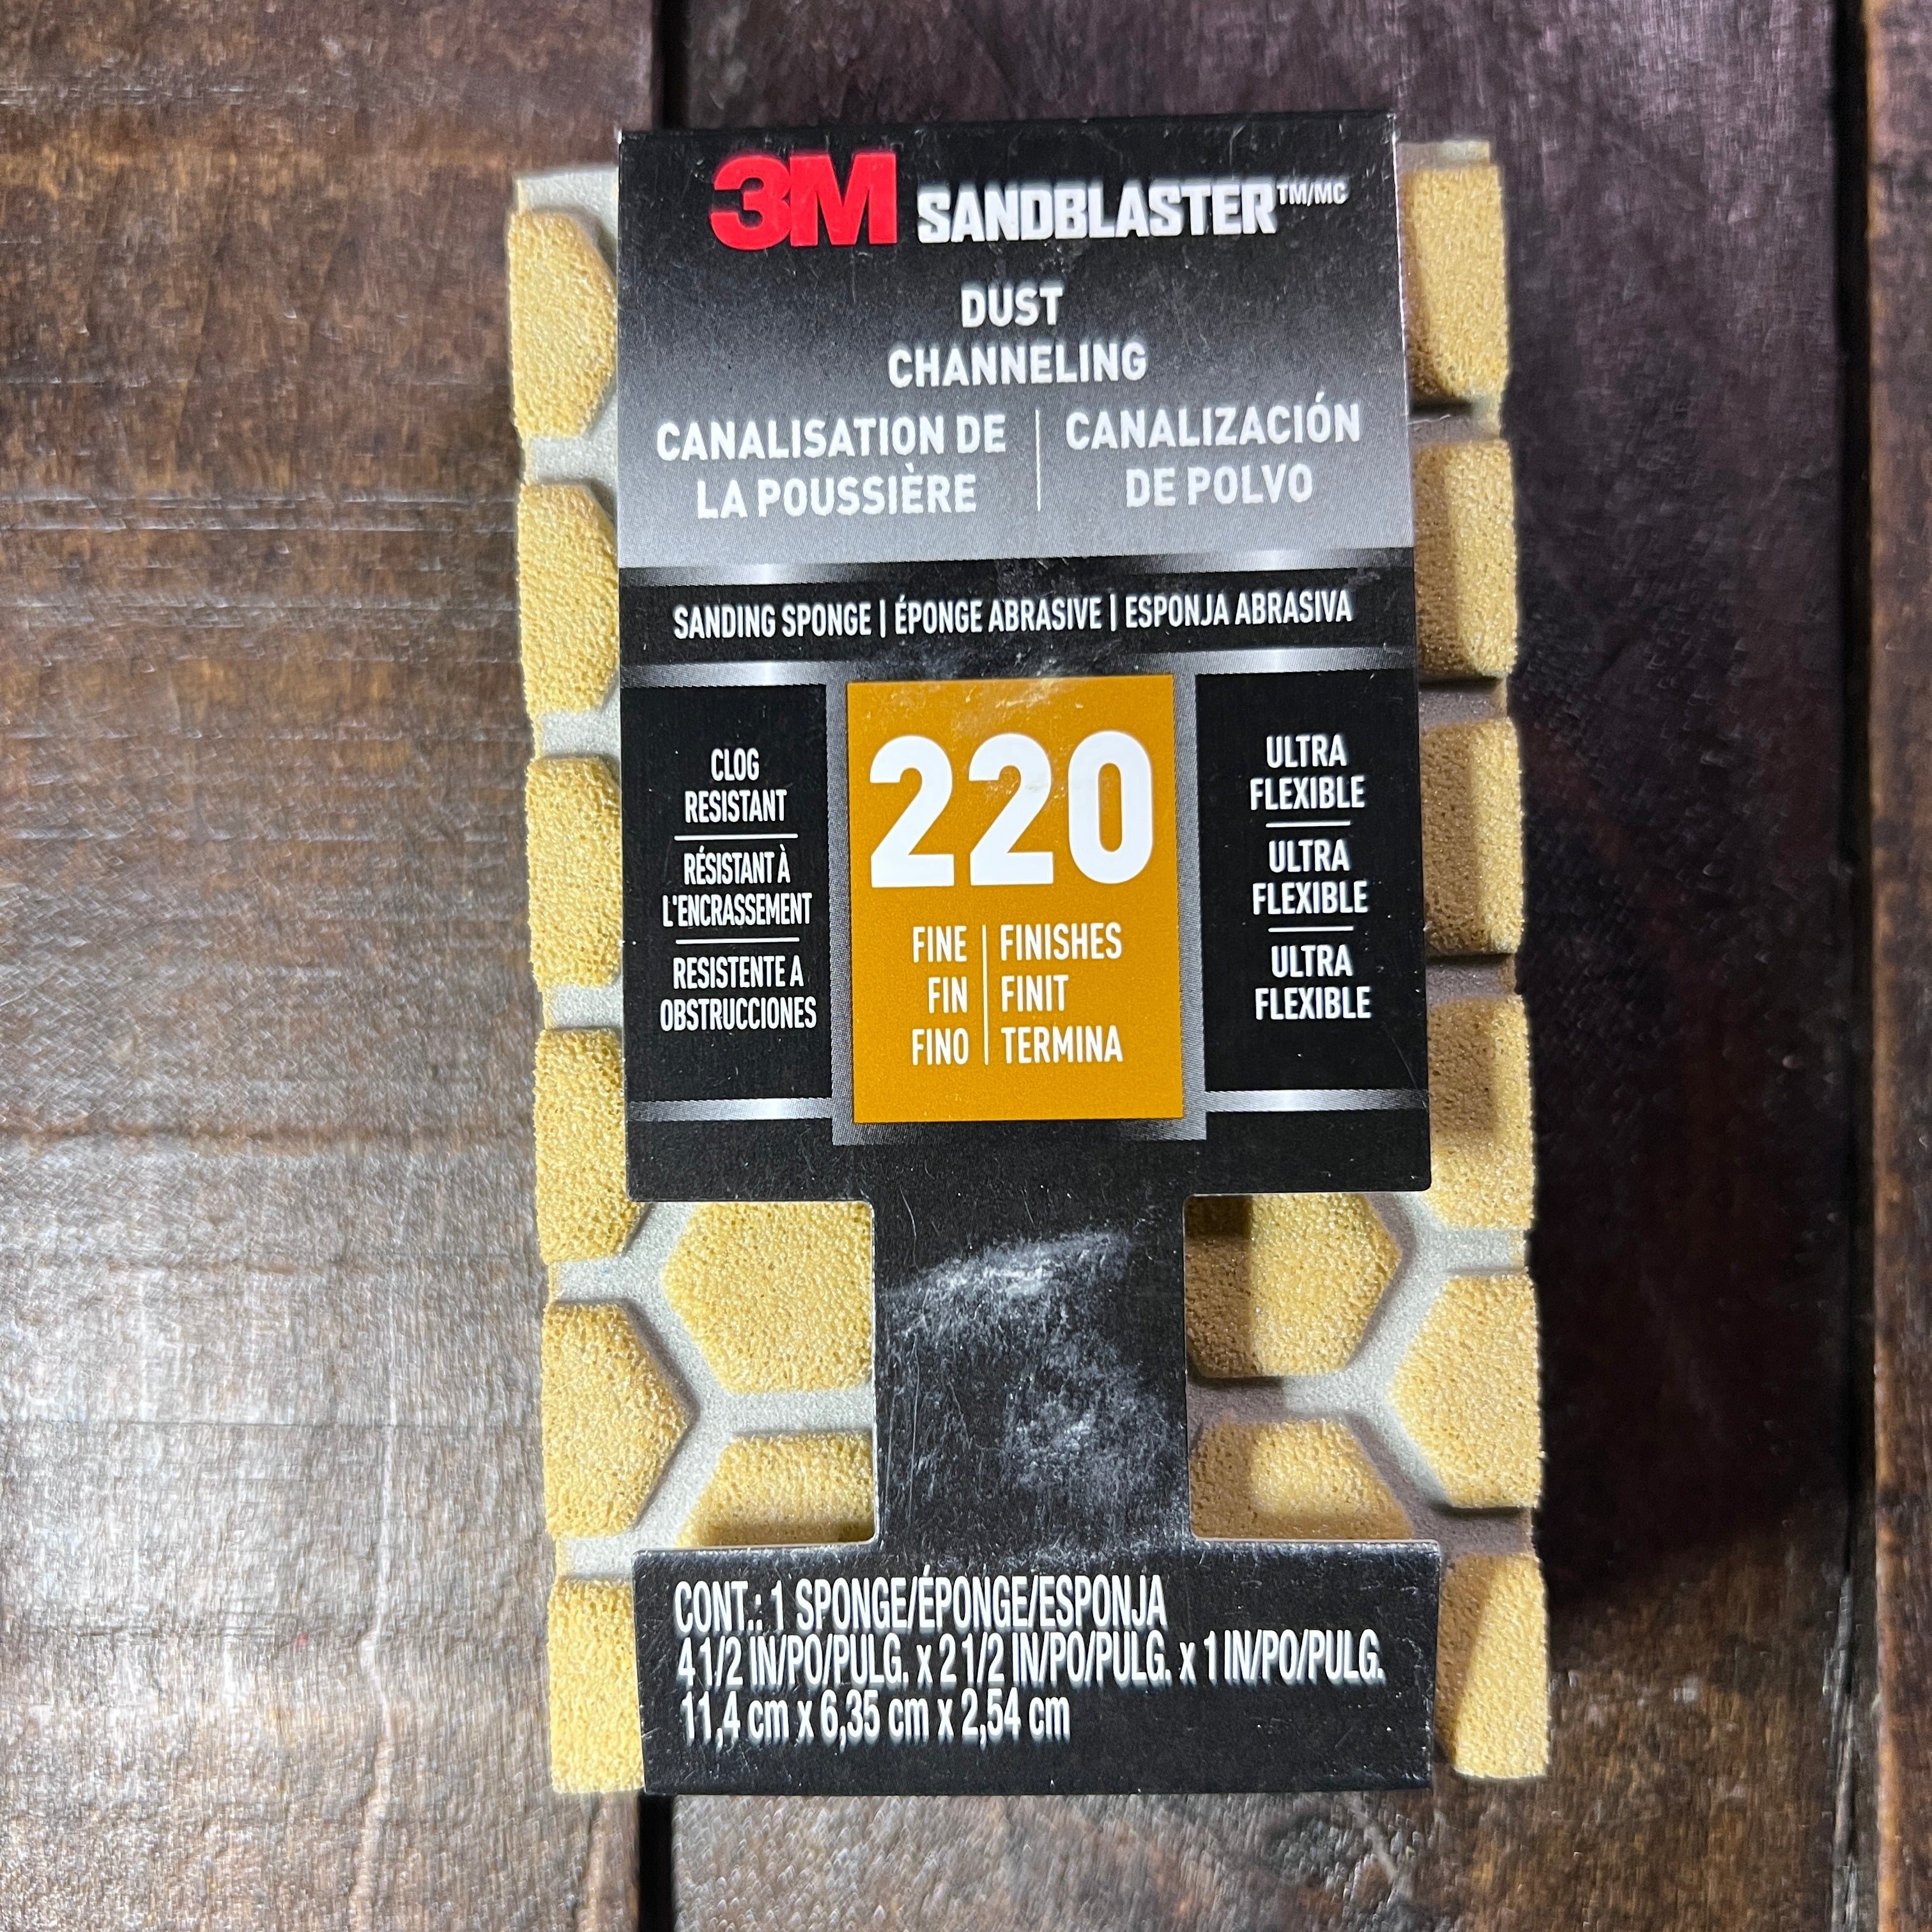 3M SANDBLASTER™/MC
DUST
CHANNELING
CANALISATION DE
LA POUSSIÈRE
CANALIZACIÓN
DE POLVO
SANDING SPONGE | ÉPONGE ABRASIVE | ESPONJA ABRASIVA
CLOG
RESISTANT
RÉSISTANT À
L'ENCRASSEMENT
RESISTENTE A
OBSTRUCCIONES
220
FINE | FINISHES
FIN | FINIT
FINO | TERMINA
ULTRA
FLEXIBLE
ULTRA
FLEXIBLE
ULTRA
FLEXIBLE
CONT.: 1 SPONGE/ÉPONGE/ESPONJA
4 1/2 IN/PO/PULG. x 2 1/2 IN/PO/PULG. x 1 IN/PO/PULG.
11,4 cm x 6,35 cm x 2,54 cm